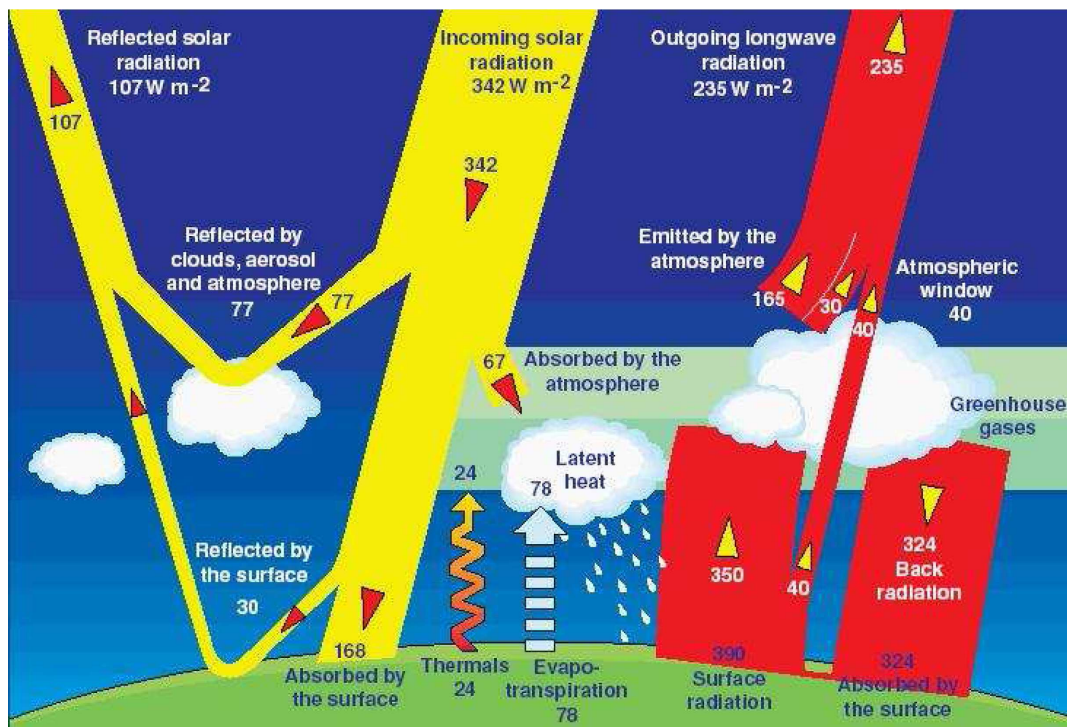 Reflected solar
radiation
107 W m-2
107
Incoming solar
radiation
342 W m-2
342
Outgoing longwave
radiation
235 W m-2
235
Reflected by
clouds, aerosol
and atmosphere
77
77
Emitted by the
atmosphere
165
30
40
Atmospheric
window
40
67
Absorbed by the
atmosphere
Greenhouse
gases
24
Latent
heat
78
Reflected by
the surface
30
350
40
324
Back
radiation
168
Absorbed by
the surface
Thermals
24
Evapo-
transpiration
78
390
Surface
radiation
324
Absorbed by
the surface